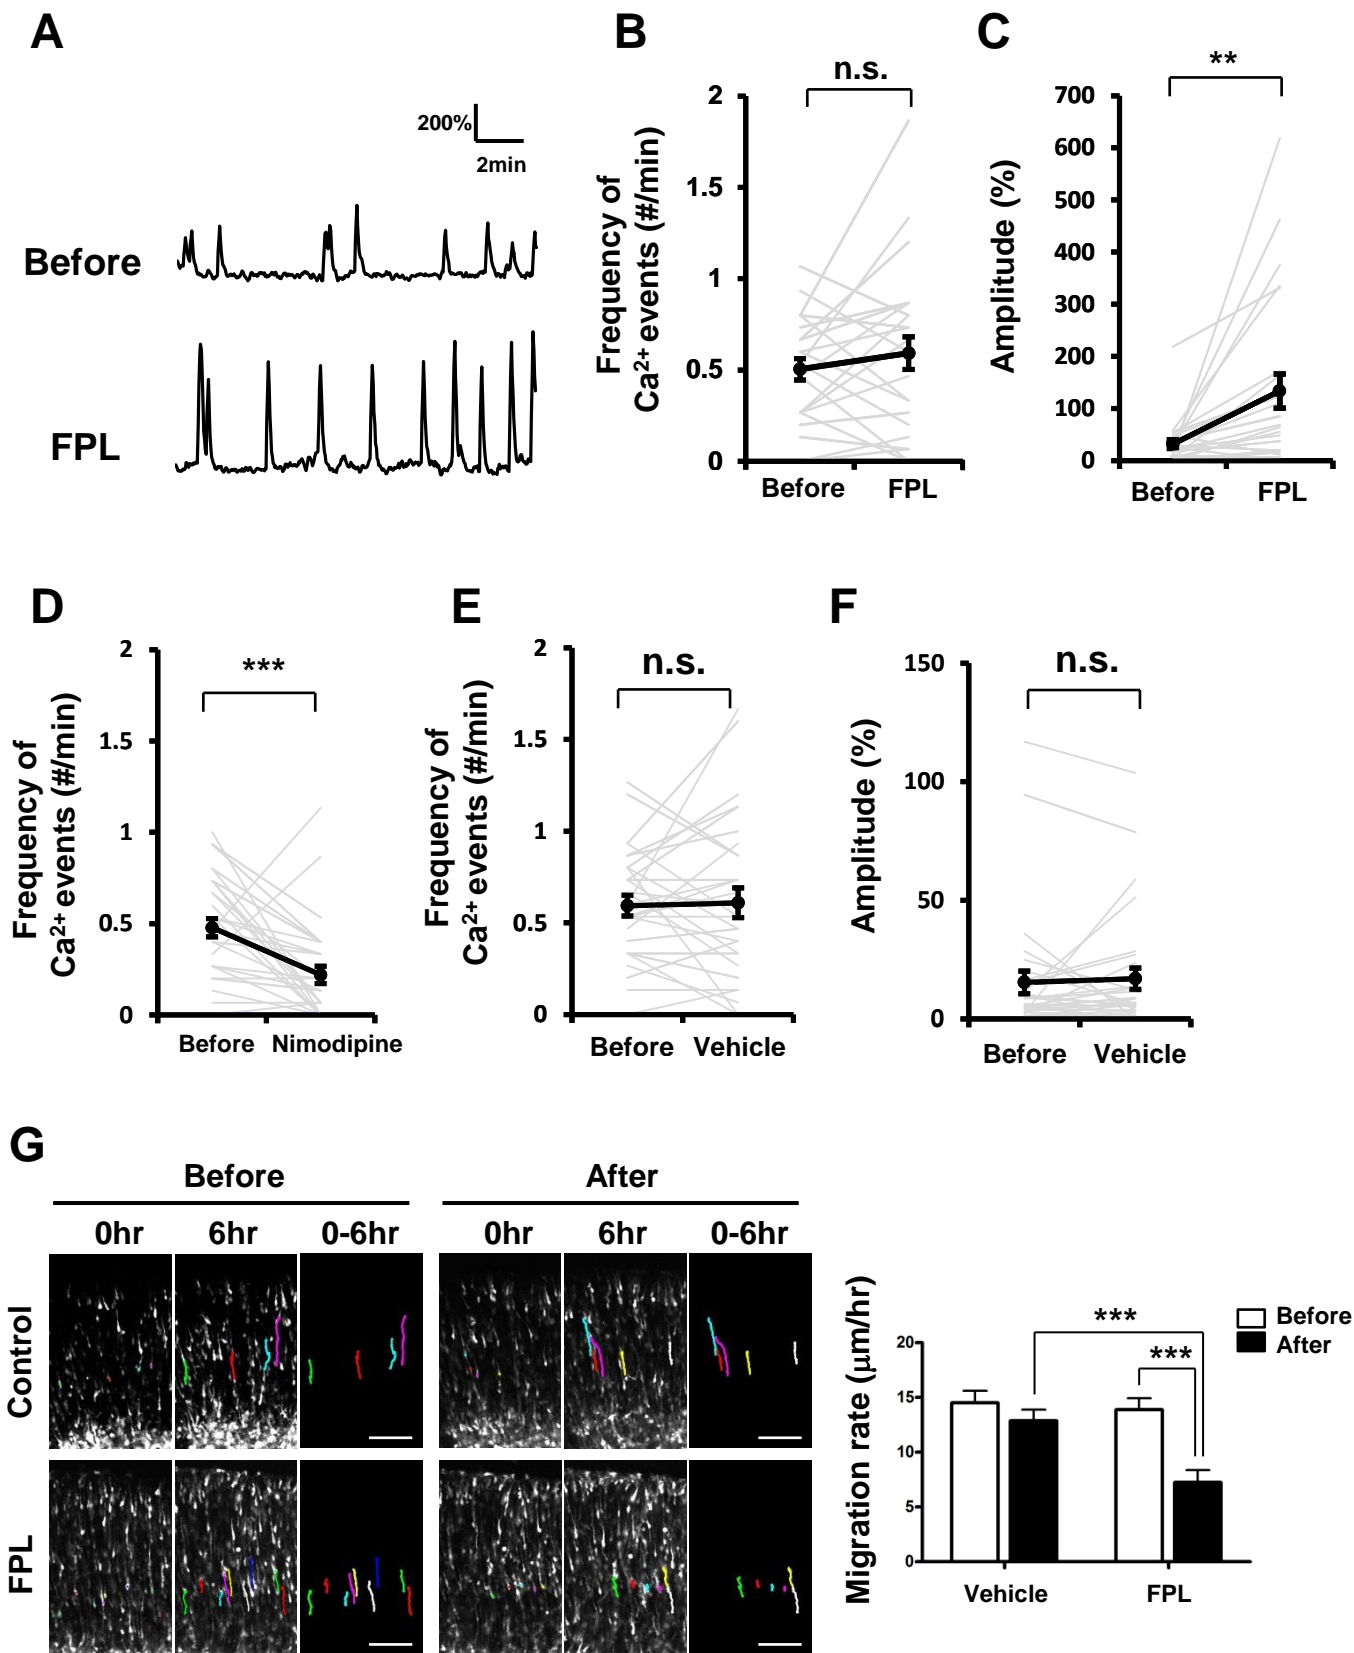 A
200%
2min
Before
FPL
B
n.s.
Frequency of
Ca²⁺ events (#/min)
2
1.5
1
0.5
0
Before FPL
C
**
Amplitude (%)
700
600
500
400
300
200
100
0
Before FPL
D
***
Frequency of
Ca²⁺ events (#/min)
2
1.5
1
0.5
0
Before Nimodipine
E
n.s.
Frequency of
Ca²⁺ events (#/min)
2
1.5
1
0.5
0
Before Vehicle
F
n.s.
Amplitude (%)
150
100
50
0
Before Vehicle
G
Before After
0hr 6hr 0-6hr 0hr 6hr 0-6hr
Control
FPL
Migration rate (μm/hr)
20
15
10
5
0
***
***
Before
After
Vehicle FPL